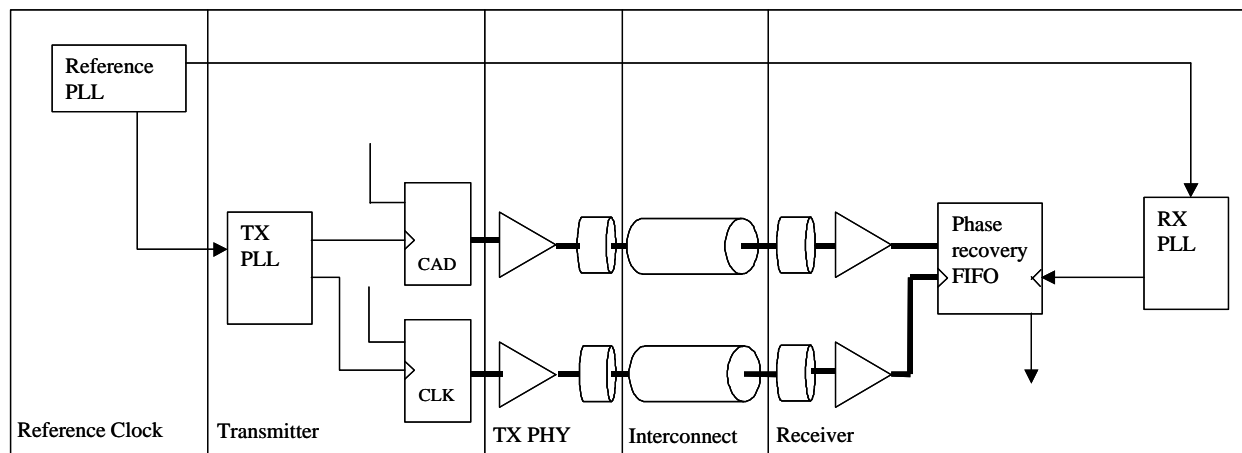 Reference
PLL
TX
PLL
CAD
CLK
Phase
recovery
FIFO
RX
PLL
Reference Clock
Transmitter
TX PHY
Interconnect
Receiver